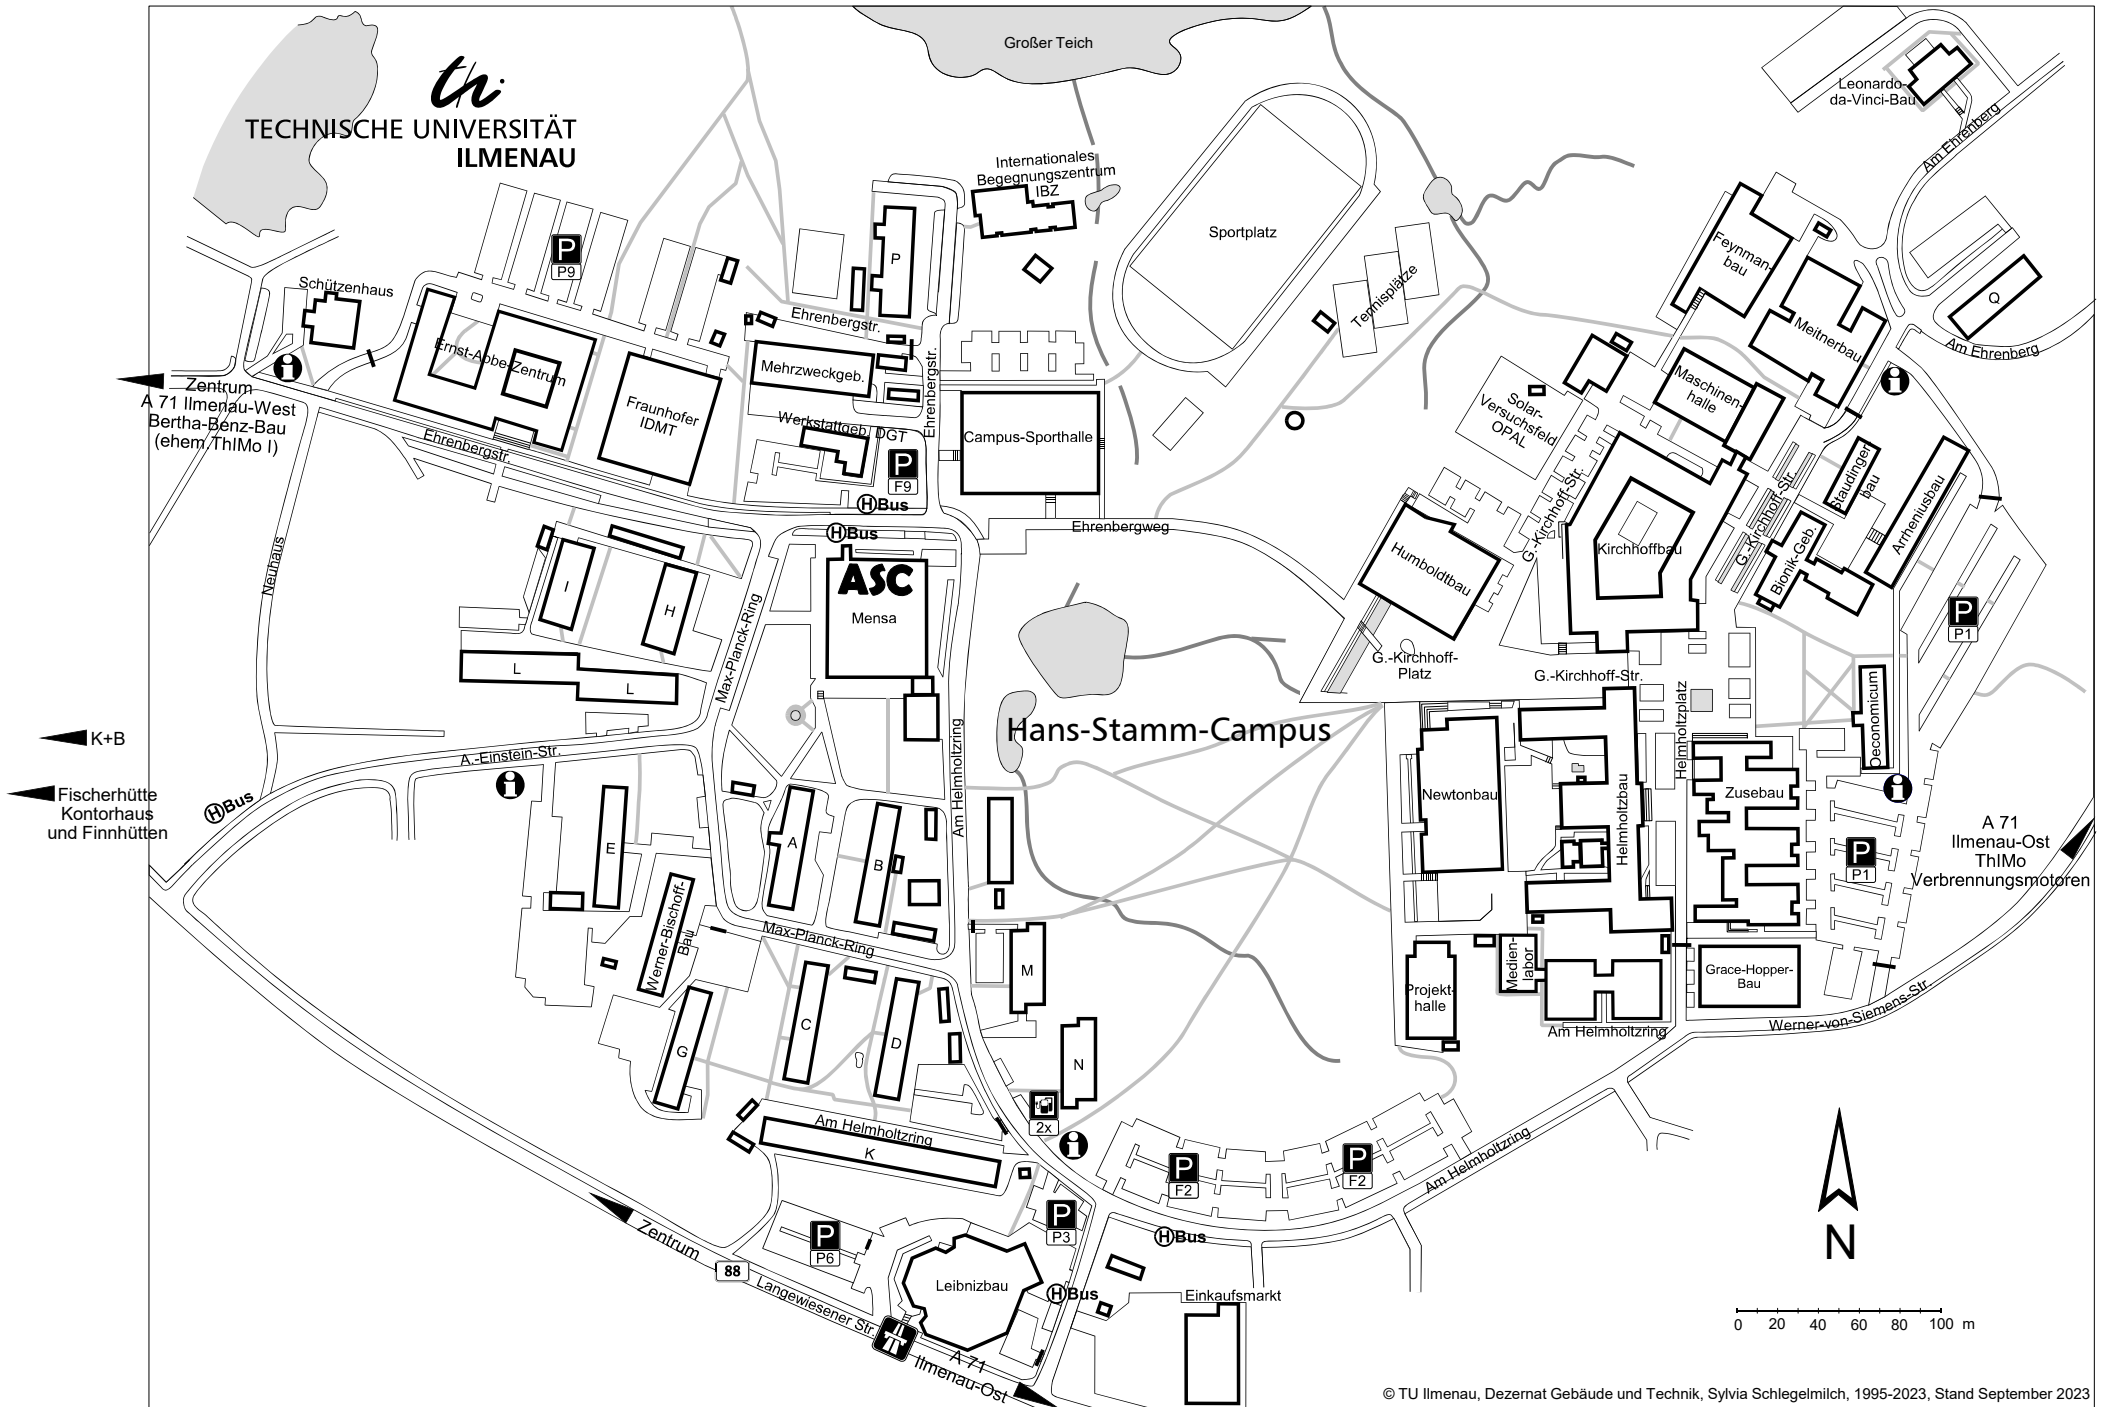 Großer Teich
thi
TECHNISCHE UNIVERSITÄT
ILMENAU
Leonardo-
da-Vinci-Bau
Am Ehrenberg
Internationales
Begegnungszentrum
IBZ
Sportplatz
Tennisplätze
Feynman-
bau
Meitnerbau
Q
Am Ehrenberg
P
P9
Schützenhaus
P
Ehrenbergstr.
Ehrenbergstr.
Ernst-Abbe-Zentrum
Fraunhofer
IDMT
Mehrzweckgeb.
Werkstattgeb. DGT
P
F9
Campus-Sporthalle
Maschinen-
halle
Solar-
Versuchsfeld
OPAL
i
i
Zentrum
A 71 Ilmenau-West
Bertha-Benz-Bau
(ehem.ThIMo I)
Ehrenbergstr.
H Bus
H Bus
Ehrenbergweg
Humboldtbau
G.-Kirchhoff-Str.
Kirchhoffbau
G.-Kirchhoff-Str.
Staudinger-
bau
Bionik-Geb.
Arrheniusbau
P
P1
Neuhaus
I
H
L
L
Max-Planck-Ring
ASC
Mensa
G.-Kirchhoff-
Platz
G.-Kirchhoff-Str.
Helmholtzplatz
Oeconomicum
K+B
A.-Einstein-Str.
i
Am Helmholtzring
Hans-Stamm-Campus
Newtonbau
Helmholtzbau
Zusebau
i
Fischerhütte
Kontorhaus
und Finnhütten
H Bus
E
A
B
P
P1
A 71
Ilmenau-Ost
ThIMo
Verbrennungsmotoren
Werner-Bischoff-
Bau
Max-Planck-Ring
M
Projekt-
halle
Medien-
labor
Grace-Hopper-
Bau
G
C
D
N
Am Helmholtzring
Werner-von-Siemens-Str.
2x
i
Am Helmholtzring
K
P
F2
P
F2
Am Helmholtzring
P
P6
P
P3
H Bus
Zentrum
88
Langewiesener Str.
Leibnizbau
H Bus
Einkaufsmarkt
A 71
Ilmenau-Ost
N
0 20 40 60 80 100 m
© TU Ilmenau, Dezernat Gebäude und Technik, Sylvia Schlegelmilch, 1995-2023, Stand September 2023